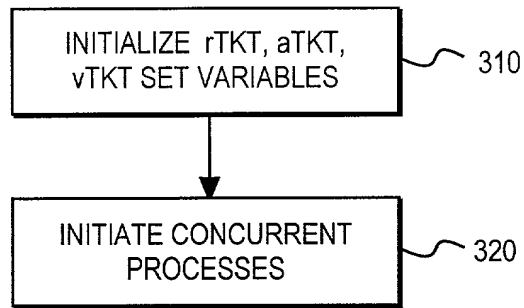 INITIALIZE rTKT, aTKT,
vTKT SET VARIABLES
310
INITIATE CONCURRENT
PROCESSES
320